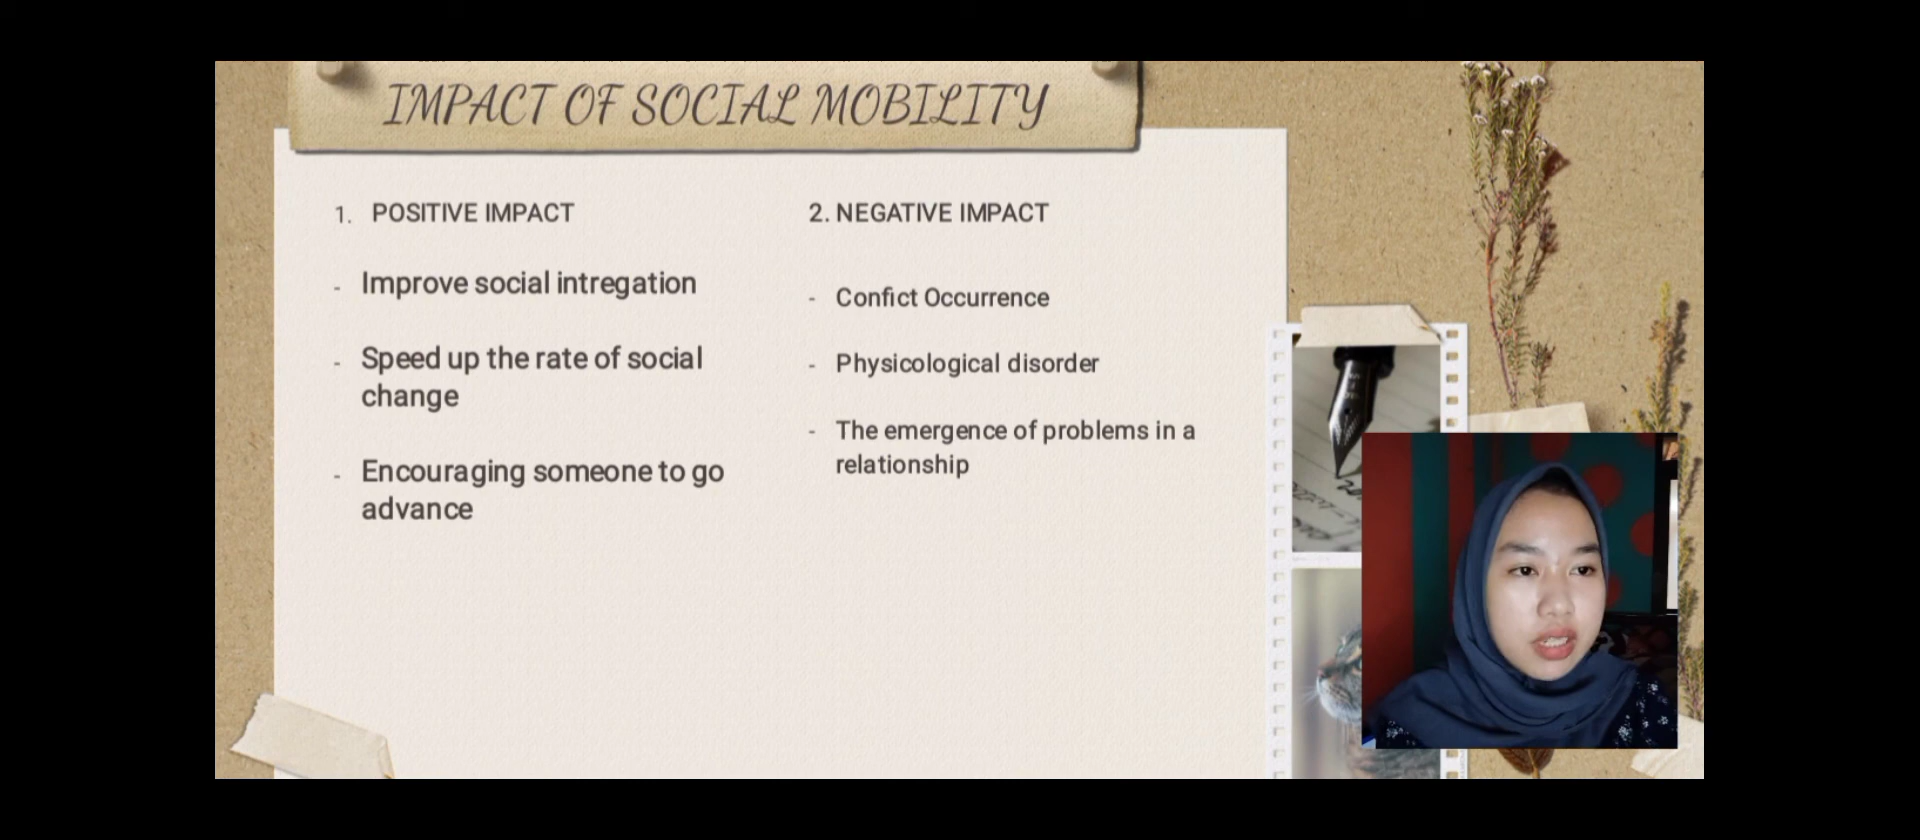 IMPACT OF SOCIAL MOBILITY
1. POSITIVE IMPACT
- Improve social intregation
- Speed up the rate of social
change
- Encouraging someone to go
advance
2. NEGATIVE IMPACT
- Confict Occurrence
- Physicological disorder
- The emergence of problems in a
relationship